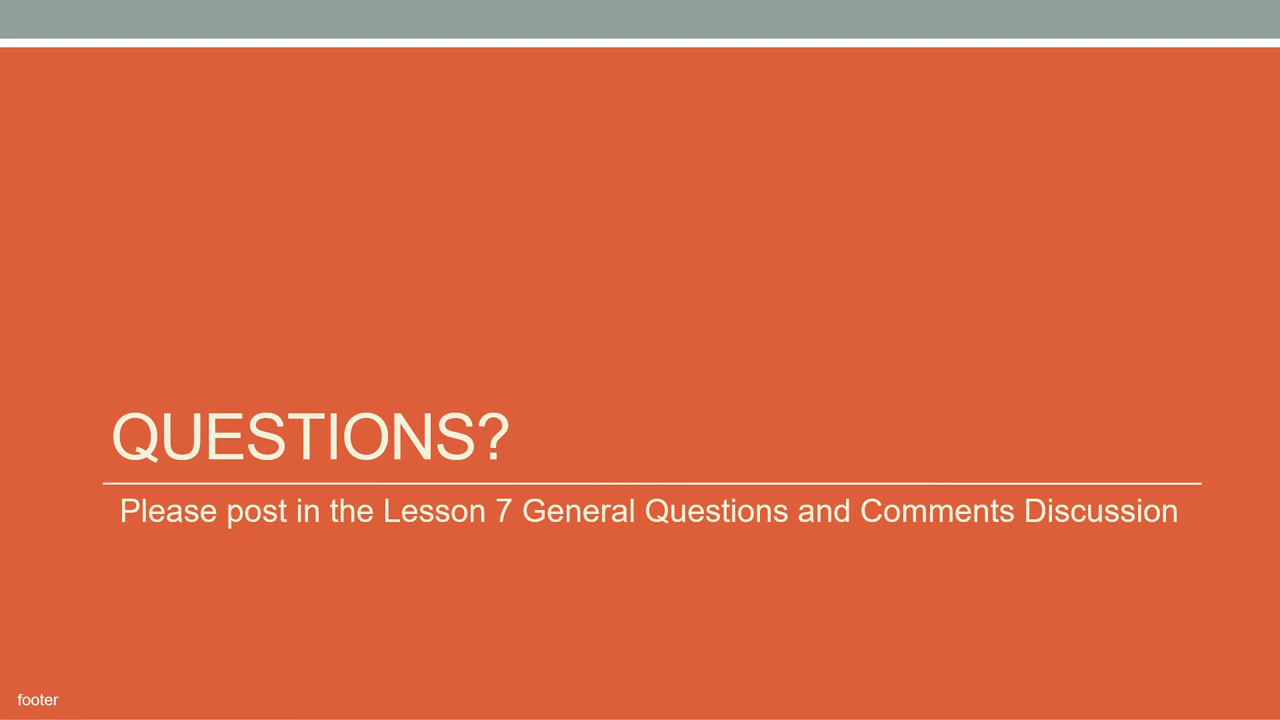 QUESTIONS?
Please post in the Lesson 7 General Questions and Comments Discussion
footer